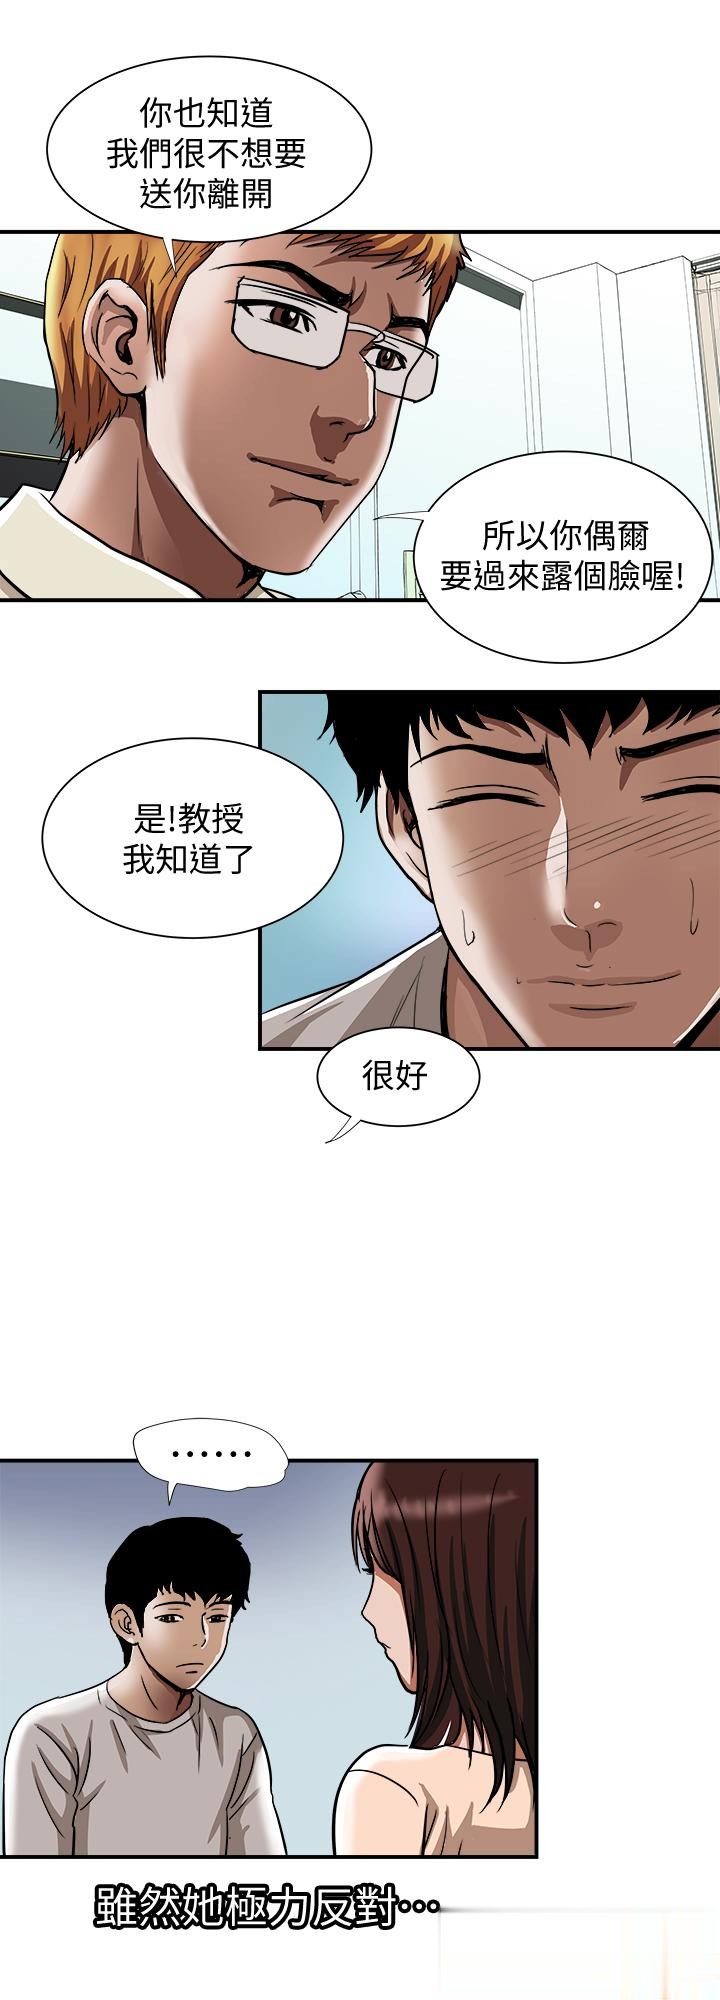 你也知道
我們很不想要
送你離開
所以你偶爾
要過來露個臉喔!
是!教授
我知道了
很好
⋯⋯
雖然她極力反對⋯